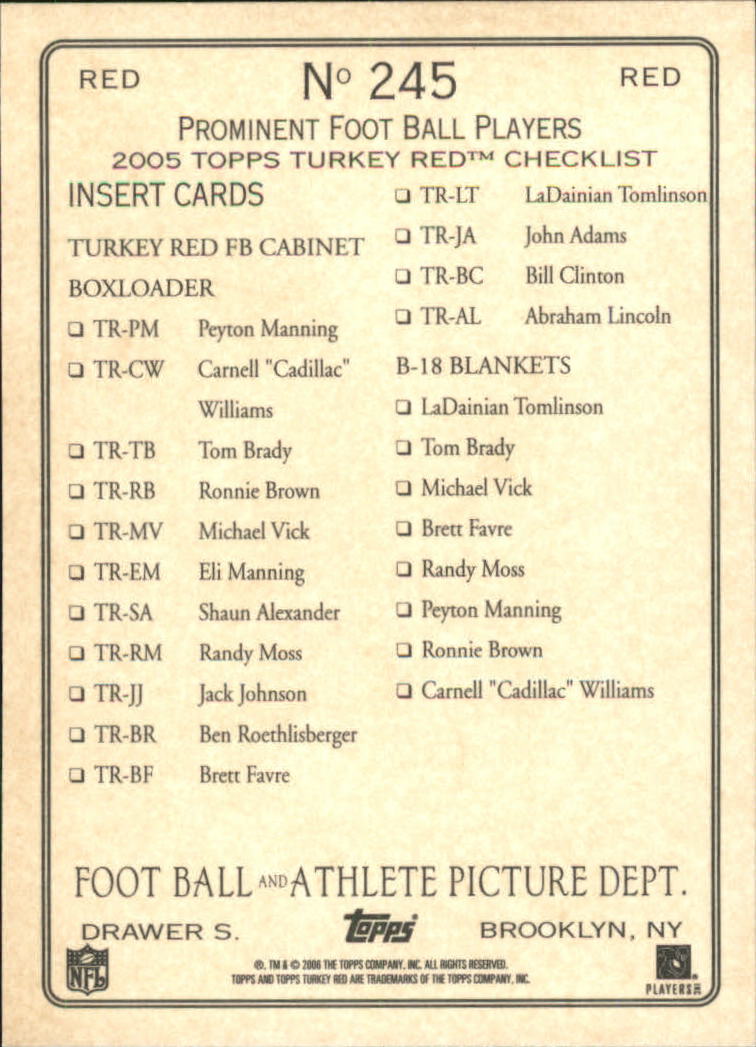 RED
Nº 245
RED
PROMINENT FOOT BALL PLAYERS
2005 TOPPS TURKEY RED™ CHECKLIST
INSERT CARDS
TURKEY RED FB CABINET
BOXLOADER
❏ TR-PM Peyton Manning
❏ TR-CW Carnell "Cadillac"
Williams
❏ TR-TB Tom Brady
❏ TR-RB Ronnie Brown
❏ TR-MV Michael Vick
❏ TR-EM Eli Manning
❏ TR-SA Shaun Alexander
❏ TR-RM Randy Moss
❏ TR-JJ Jack Johnson
❏ TR-BR Ben Roethlisberger
❏ TR-BF Brett Favre
❏ TR-LT LaDainian Tomlinson
❏ TR-JA John Adams
❏ TR-BC Bill Clinton
❏ TR-AL Abraham Lincoln
B-18 BLANKETS
❏ LaDainian Tomlinson
❏ Tom Brady
❏ Michael Vick
❏ Brett Favre
❏ Randy Moss
❏ Peyton Manning
❏ Ronnie Brown
❏ Carnell "Cadillac" Williams
FOOT BALL AND ATHLETE PICTURE DEPT.
DRAWER S.
topps
BROOKLYN, NY
NFL
®, TM & © 2006 THE TOPPS COMPANY, INC. ALL RIGHTS RESERVED.
TOPPS AND TOPPS TURKEY RED ARE TRADEMARKS OF THE TOPPS COMPANY, INC.
PLAYERS INC